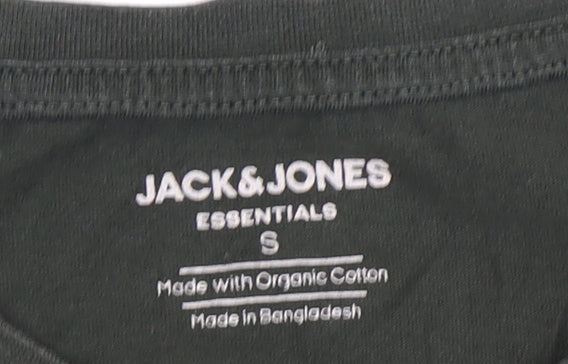 JACK&JONES
ESSENTIALS
S
Made with Organic Cotton
Made in Bangladesh